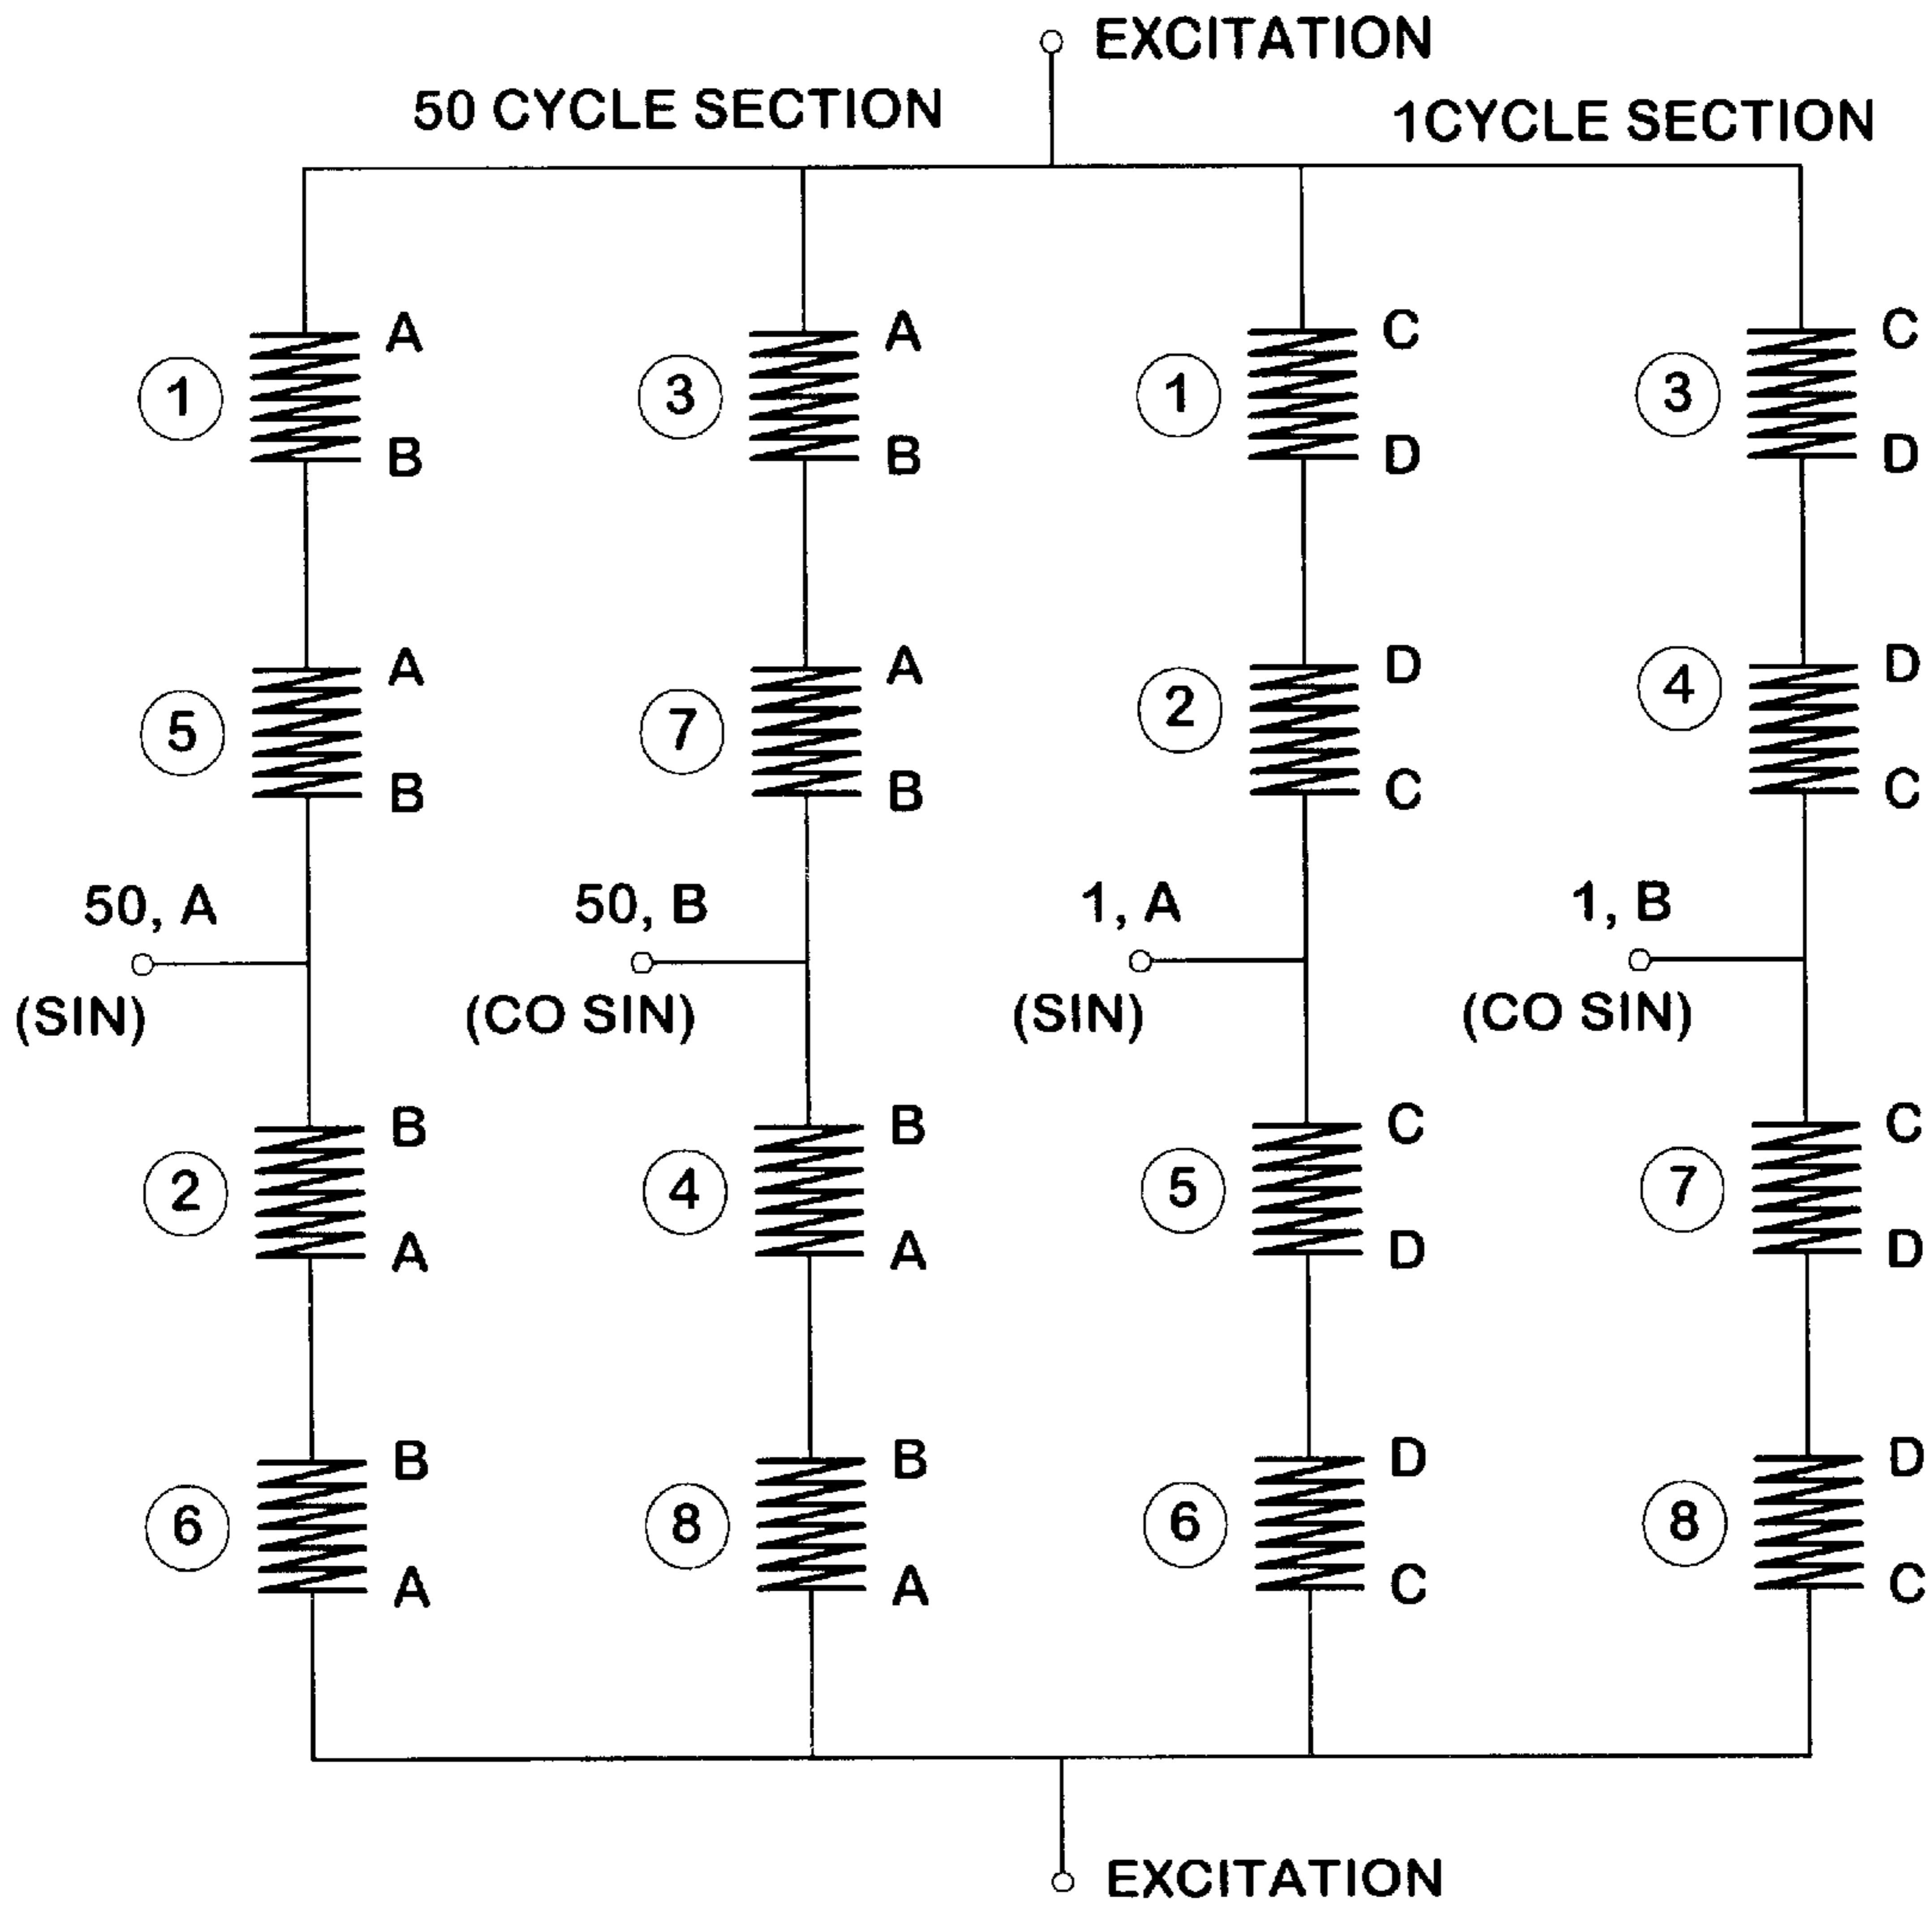 EXCITATION
50 CYCLE SECTION
1CYCLE SECTION
A A C C
1 3 1 3
B B D D
A A D D
5 7 2 4
B B C C
50, A 50, B 1, A 1, B
(SIN) (CO SIN) (SIN) (CO SIN)
B B C C
2 4 5 7
A A D D
B B D D
6 8 6 8
A A C C
EXCITATION